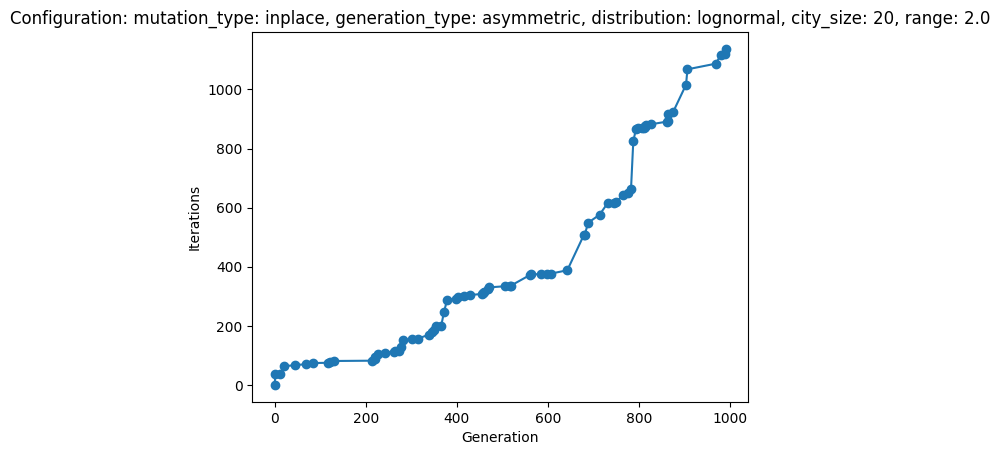 Configuration: mutation_type: inplace, generation_type: asymmetric, distribution: lognormal, city_size: 20, range: 2.0
1000
800
600
400
200
0
Iterations
0 200 400 600 800 1000
Generation